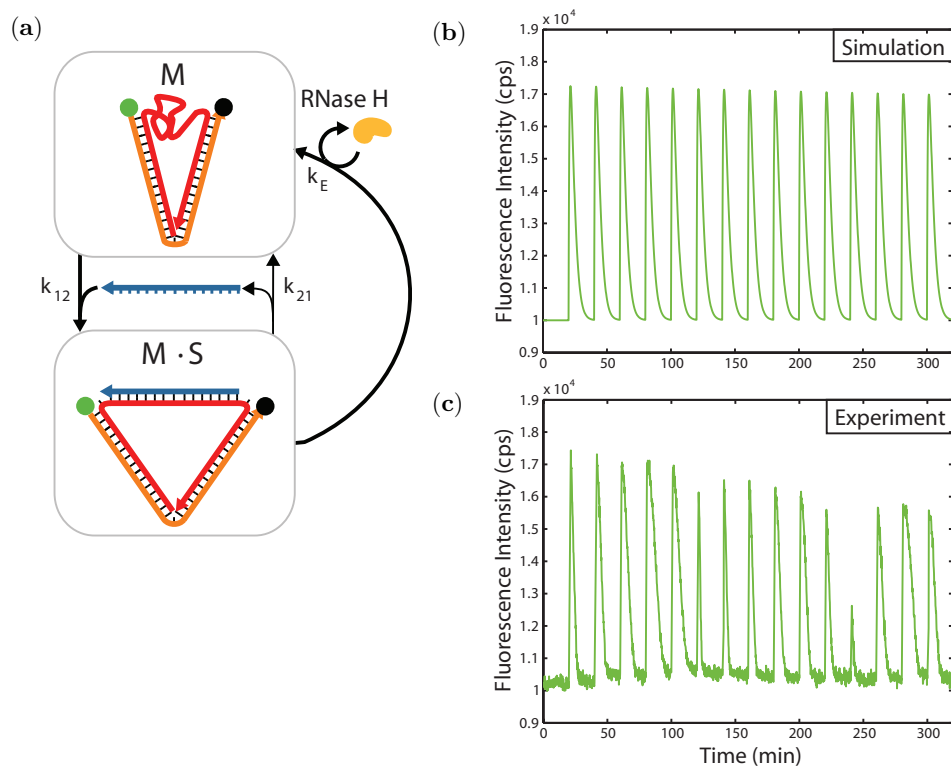 (a)
M
RNase H
k_E
k_12
k_21
M · S
(b)
x 10^4
Simulation
Fluorescence Intensity (cps)
1.9
1.8
1.7
1.6
1.5
1.4
1.3
1.2
1.1
1
0.9
0 50 100 150 200 250 300
(c)
x 10^4
Experiment
Fluorescence Intensity (cps)
1.9
1.8
1.7
1.6
1.5
1.4
1.3
1.2
1.1
1
0.9
0 50 100 150 200 250 300
Time (min)